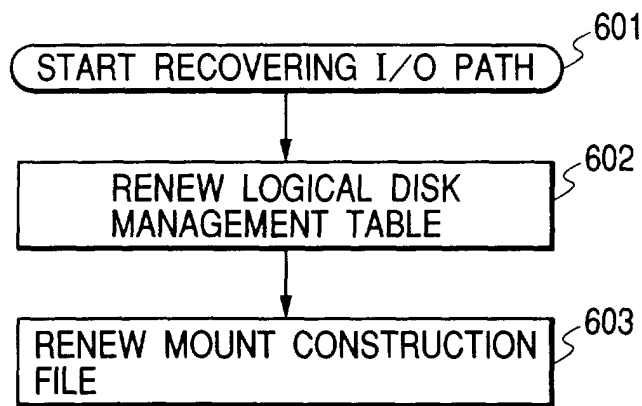 601
START RECOVERING I/O PATH
602
RENEW LOGICAL DISK
MANAGEMENT TABLE
603
RENEW MOUNT CONSTRUCTION
FILE